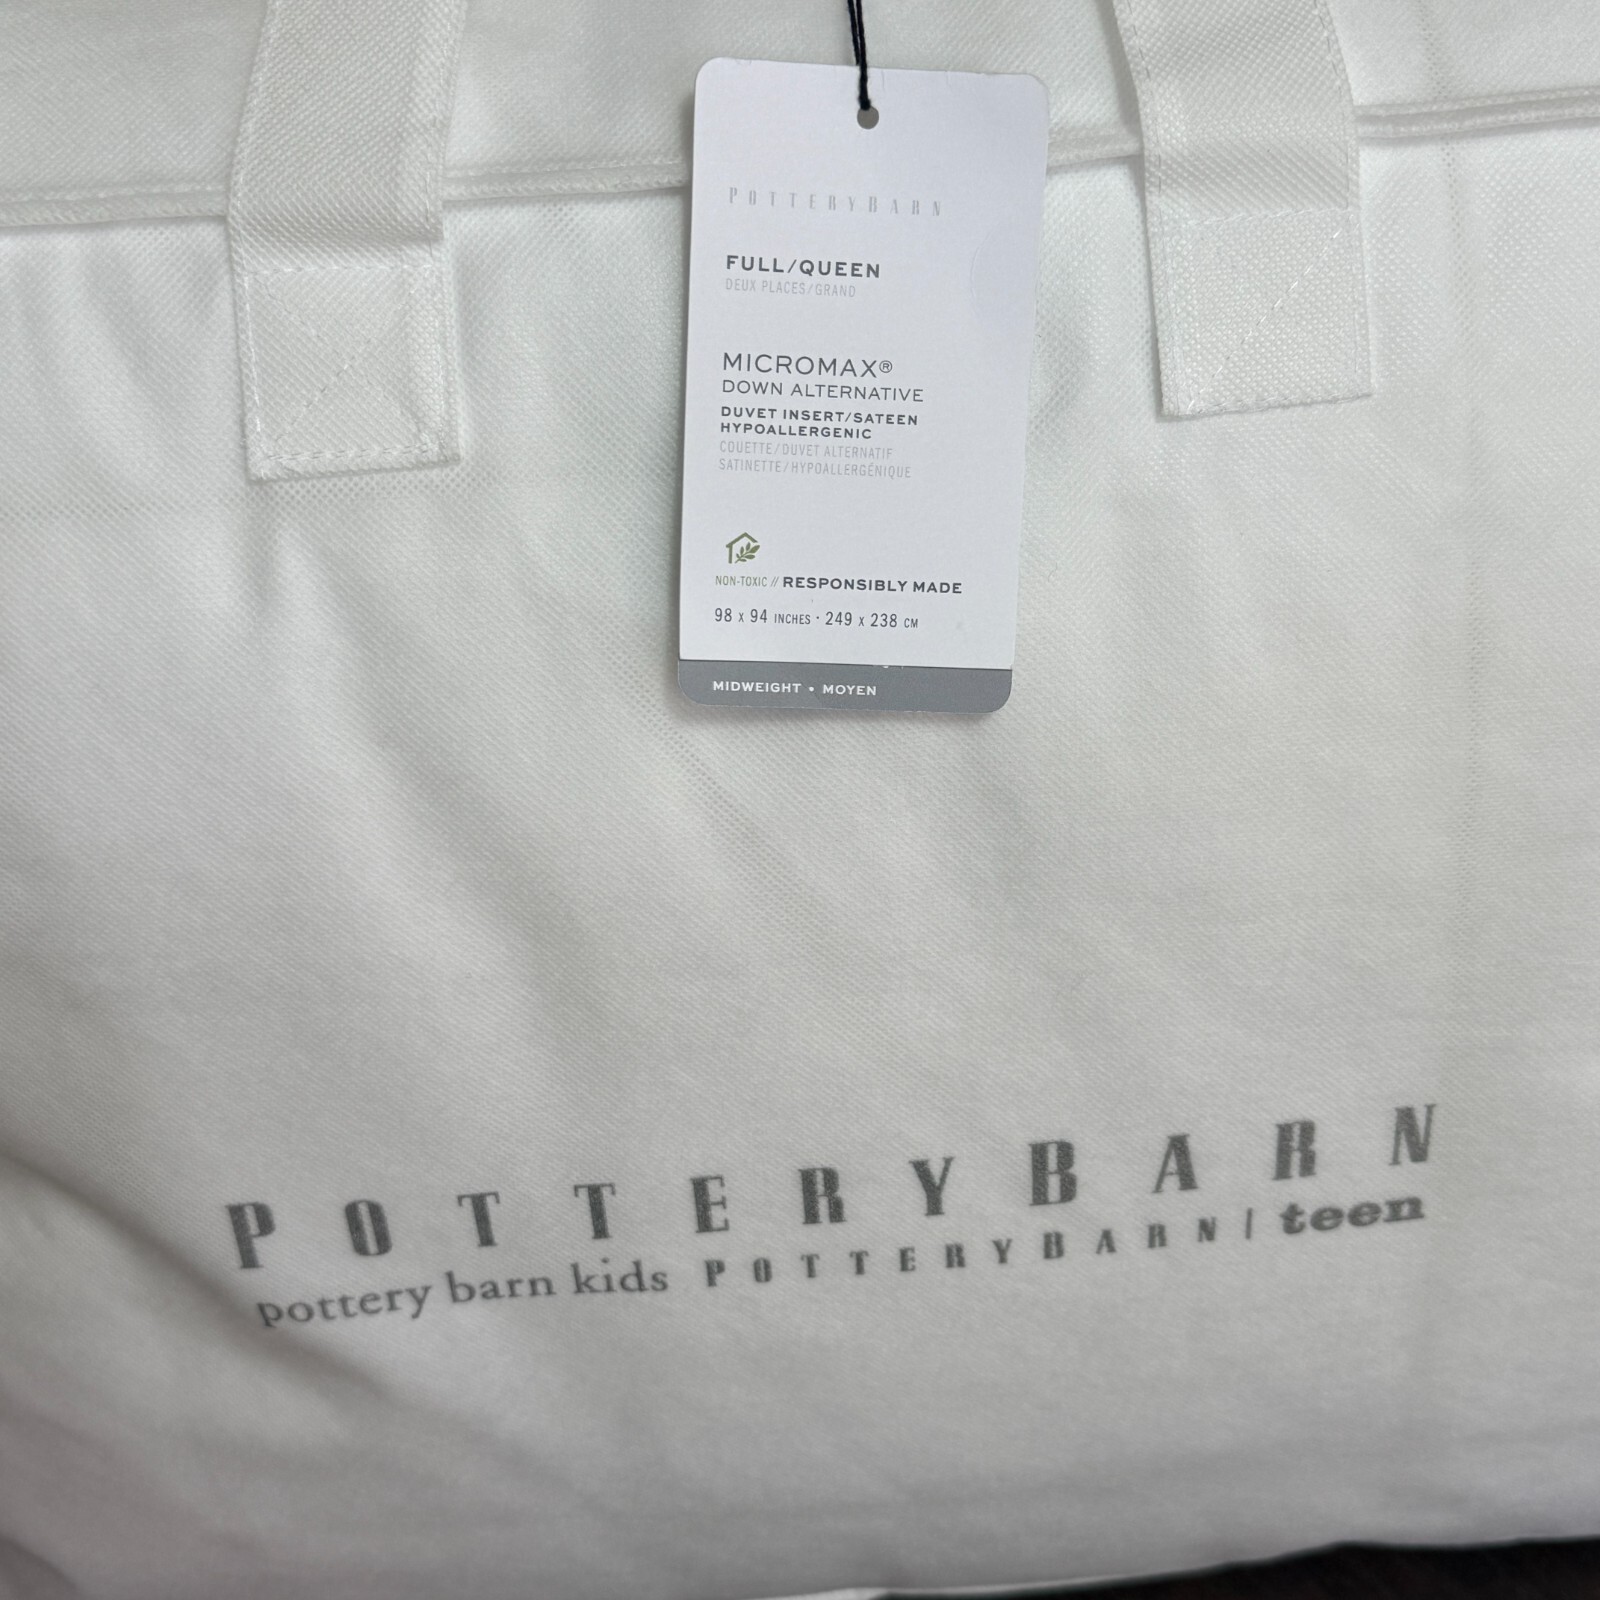 POTTERYBARN
FULL/QUEEN
DEUX PLACES/GRAND
MICROMAX®
DOWN ALTERNATIVE
DUVET INSERT/SATEEN
HYPOALLERGENIC
COUETTE/DUVET ALTERNATIF
SATINETTE/HYPOALLERGÉNIQUE
NON-TOXIC // RESPONSIBLY MADE
98 x 94 INCHES · 249 x 238 CM
MIDWEIGHT • MOYEN
POTTERYBARN
pottery barn kids POTTERYBARN | teen